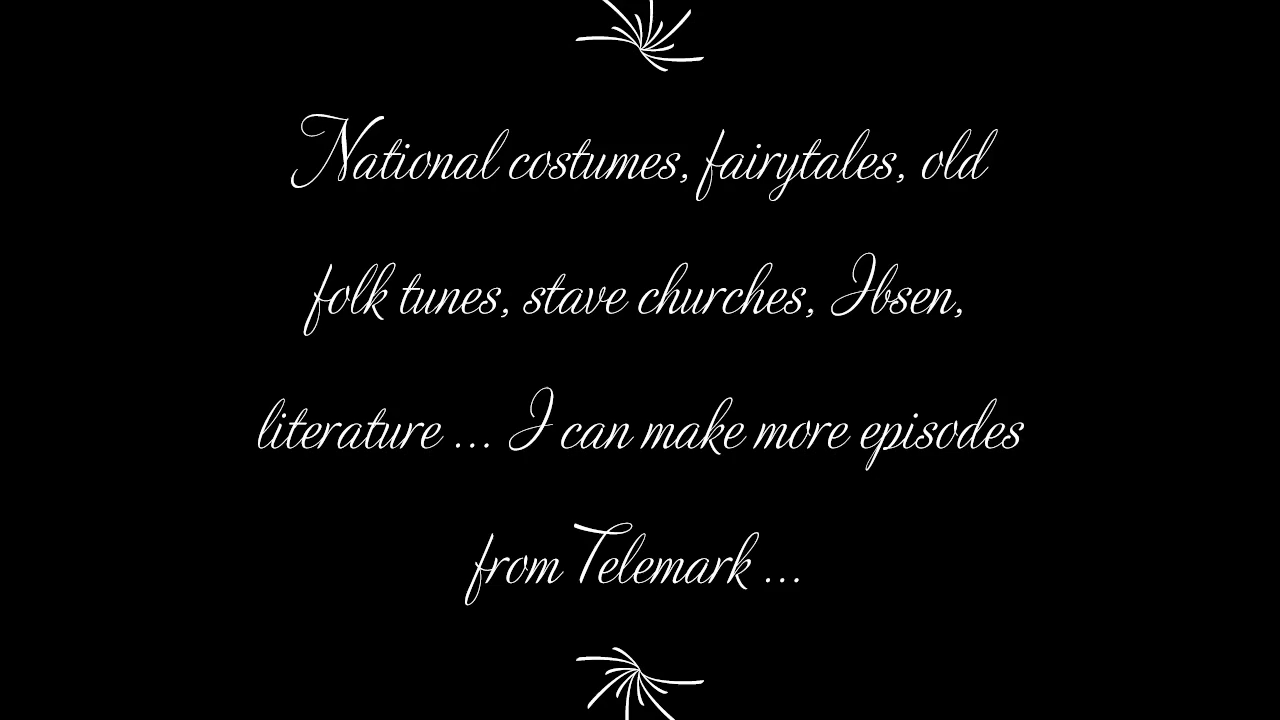 National costumes, fairytales, old
folk tunes, stave churches, Ibsen,
literature ... I can make more episodes
from Telemark ...